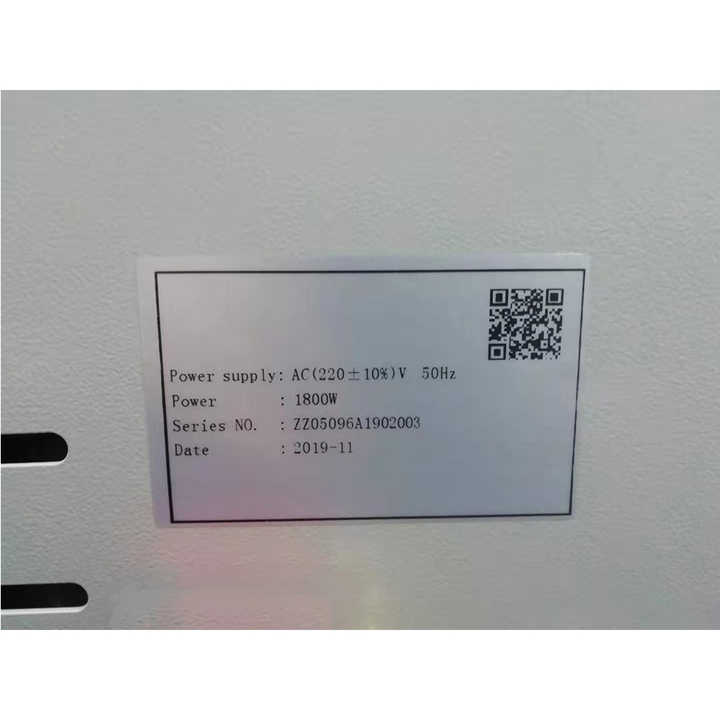 Power supply: AC(220±10%)V 50Hz
Power : 1800W
Series NO. : ZZ05096A1902003
Date : 2019-11